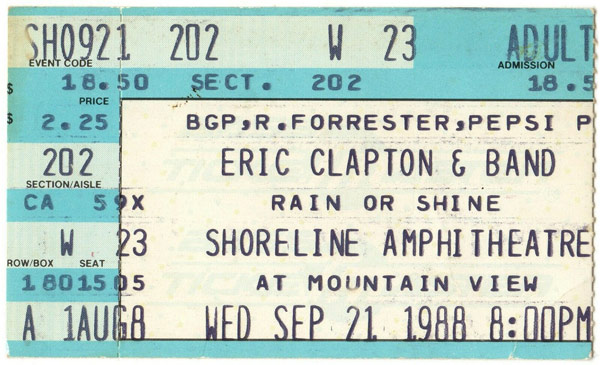 SH0921 202 W 23 ADULT
EVENT CODE ADMISSION
$ 18.50 SECT. 202 18.5
PRICE
$ 2.25 BGP,R.FORRESTER,PEPSI P
202 ERIC CLAPTON & BAND
SECTION/AISLE
CA 59X RAIN OR SHINE
W 23 SHORELINE AMPHITHEATRE
ROW/BOX SEAT
1801505 AT MOUNTAIN VIEW
A 1AUG8 WED SEP 21 1988 8:00PM